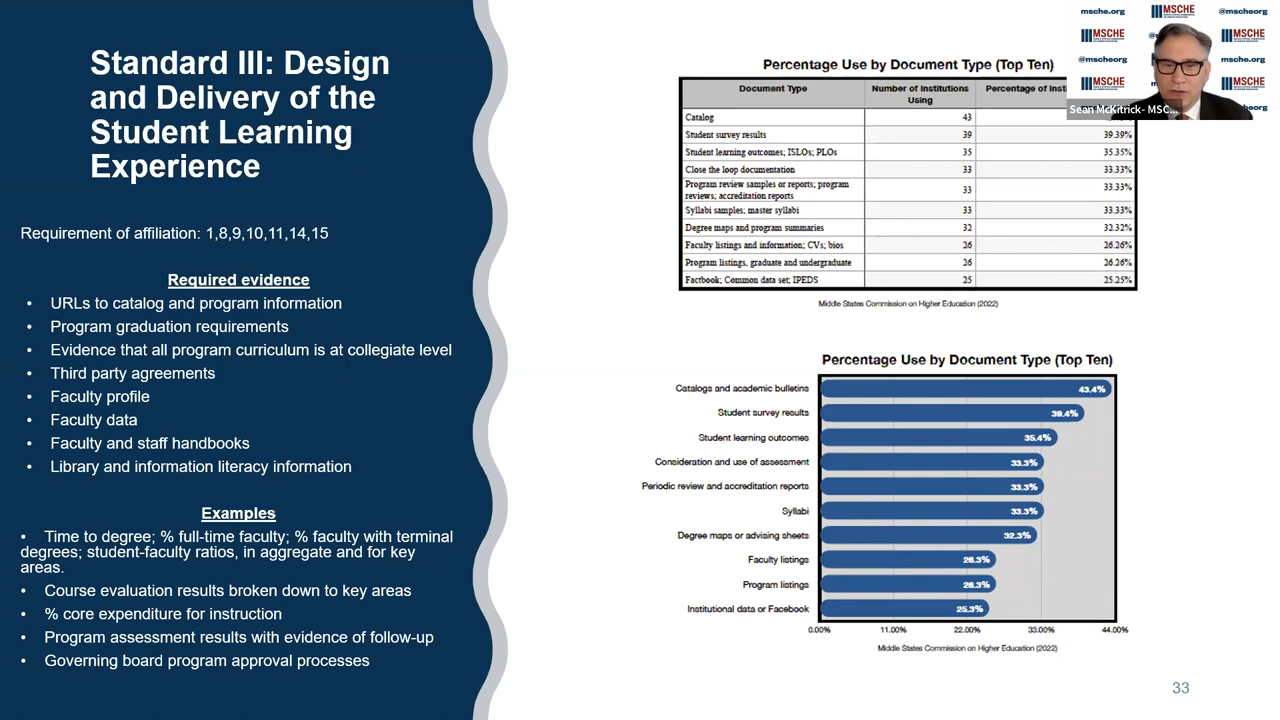 Standard III: Design
and Delivery of the
Student Learning
Experience
Requirement of affiliation: 1,8,9,10,11,14,15
Required evidence
• URLs to catalog and program information
• Program graduation requirements
• Evidence that all program curriculum is at collegiate level
• Third party agreements
• Faculty profile
• Faculty data
• Faculty and staff handbooks
• Library and information literacy information
Examples
• Time to degree; % full-time faculty; % faculty with terminal
degrees; student-faculty ratios, in aggregate and for key
areas.
• Course evaluation results broken down to key areas
• % core expenditure for instruction
• Program assessment results with evidence of follow-up
• Governing board program approval processes
Percentage Use by Document Type (Top Ten)
Document Type Number of Institutions Using Percentage of Inst
Catalog 43
Student survey results 39 39.39%
Student learning outcomes; ISLOs; PLOs 35 35.35%
Close the loop documentation 33 33.33%
Program review samples or reports; program
reviews; accreditation reports 33 33.33%
Syllabi samples; master syllabi 33 33.33%
Degree maps and program summaries 32 32.32%
Faculty listings and information; CVs; bios 26 26.26%
Program listings, graduate and undergraduate 26 26.26%
Factbook; Common data set; IPEDS 25 25.25%
Middle States Commission on Higher Education (2022)
Percentage Use by Document Type (Top Ten)
Catalogs and academic bulletins 43.4%
Student survey results 39.4%
Student learning outcomes 35.4%
Consideration and use of assessment 33.3%
Periodic review and accreditation reports 33.3%
Syllabi 33.3%
Degree maps or advising sheets 32.3%
Faculty listings 26.3%
Program listings 26.3%
Institutional data or Facebook 25.3%
0.00% 11.00% 22.00% 33.00% 44.00%
Middle States Commission on Higher Education (2022)
33
msche.org MSCHE @mscheorg
MSCHE MSCHE
@mscheorg msche.org
MSCHE MSCHE
Sean McKitrick- MSC...